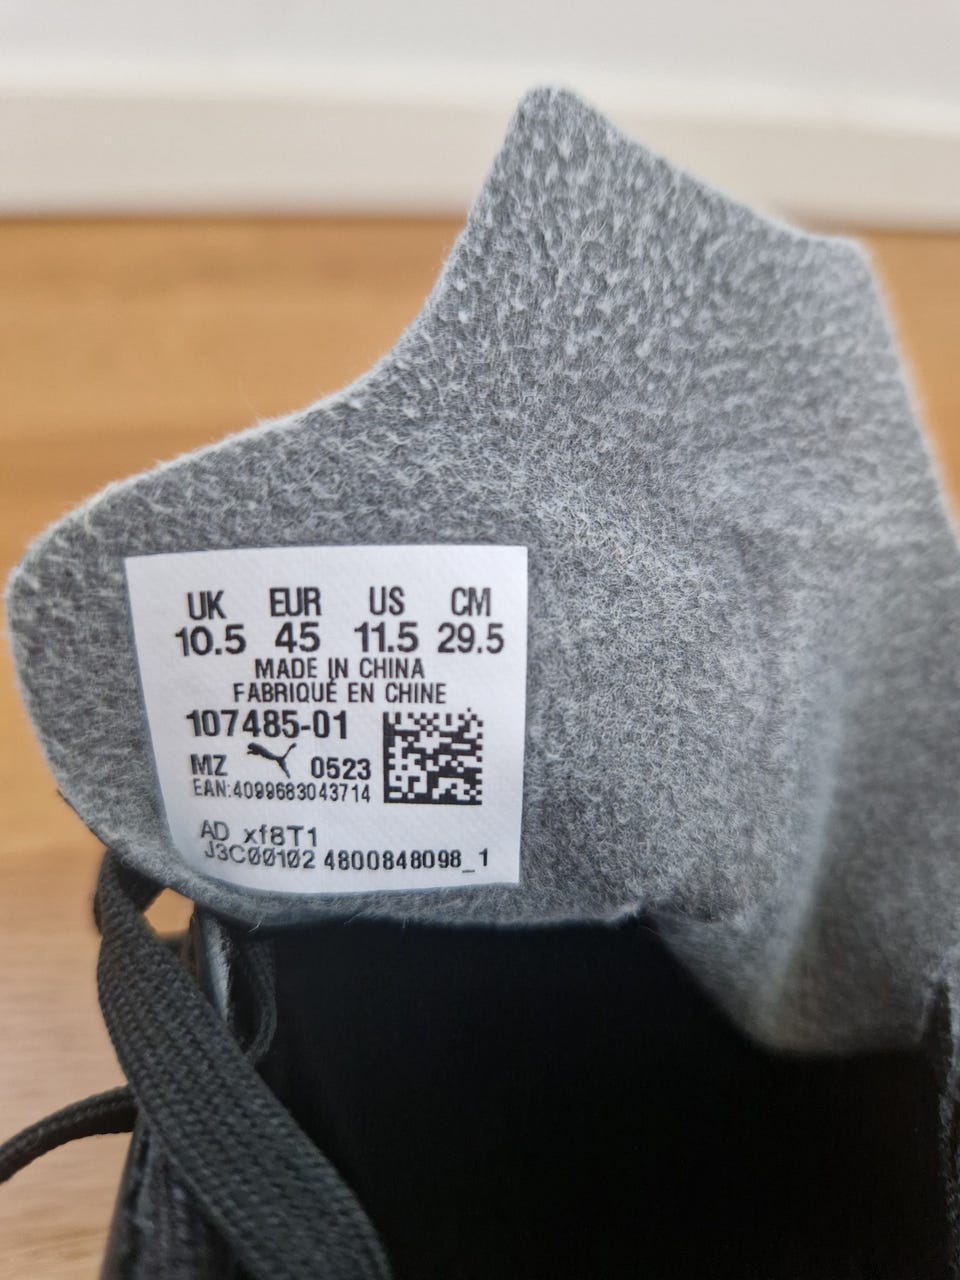 UK EUR US CM
10.5 45 11.5 29.5
MADE IN CHINA
FABRIQUÉ EN CHINE
107485-01
MZ 0523
EAN:4099683043714
AD xf8T1
J3C00102 4800848098_1